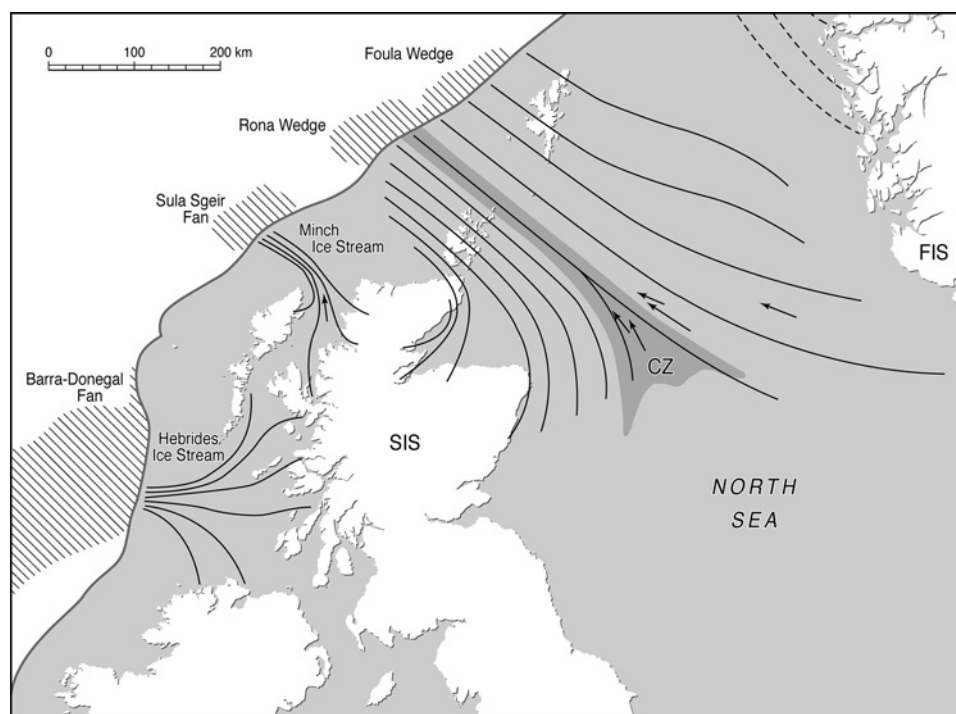 0 100 200 km
Foula Wedge
Rona Wedge
Sula Sgeir
Fan
Minch
Ice Stream
FIS
CZ
Barra-Donegal
Fan
Hebrides
Ice Stream
SIS
NORTH
SEA